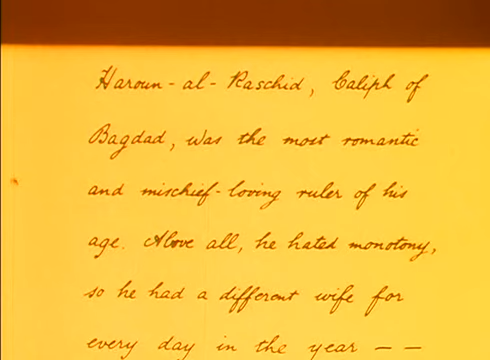 Haroun-al-Raschid, Caliph of
Bagdad, was the most romantic
and mischief-loving ruler of his
age. Above all, he hated monotony,
so he had a different wife for
every day in the year — —